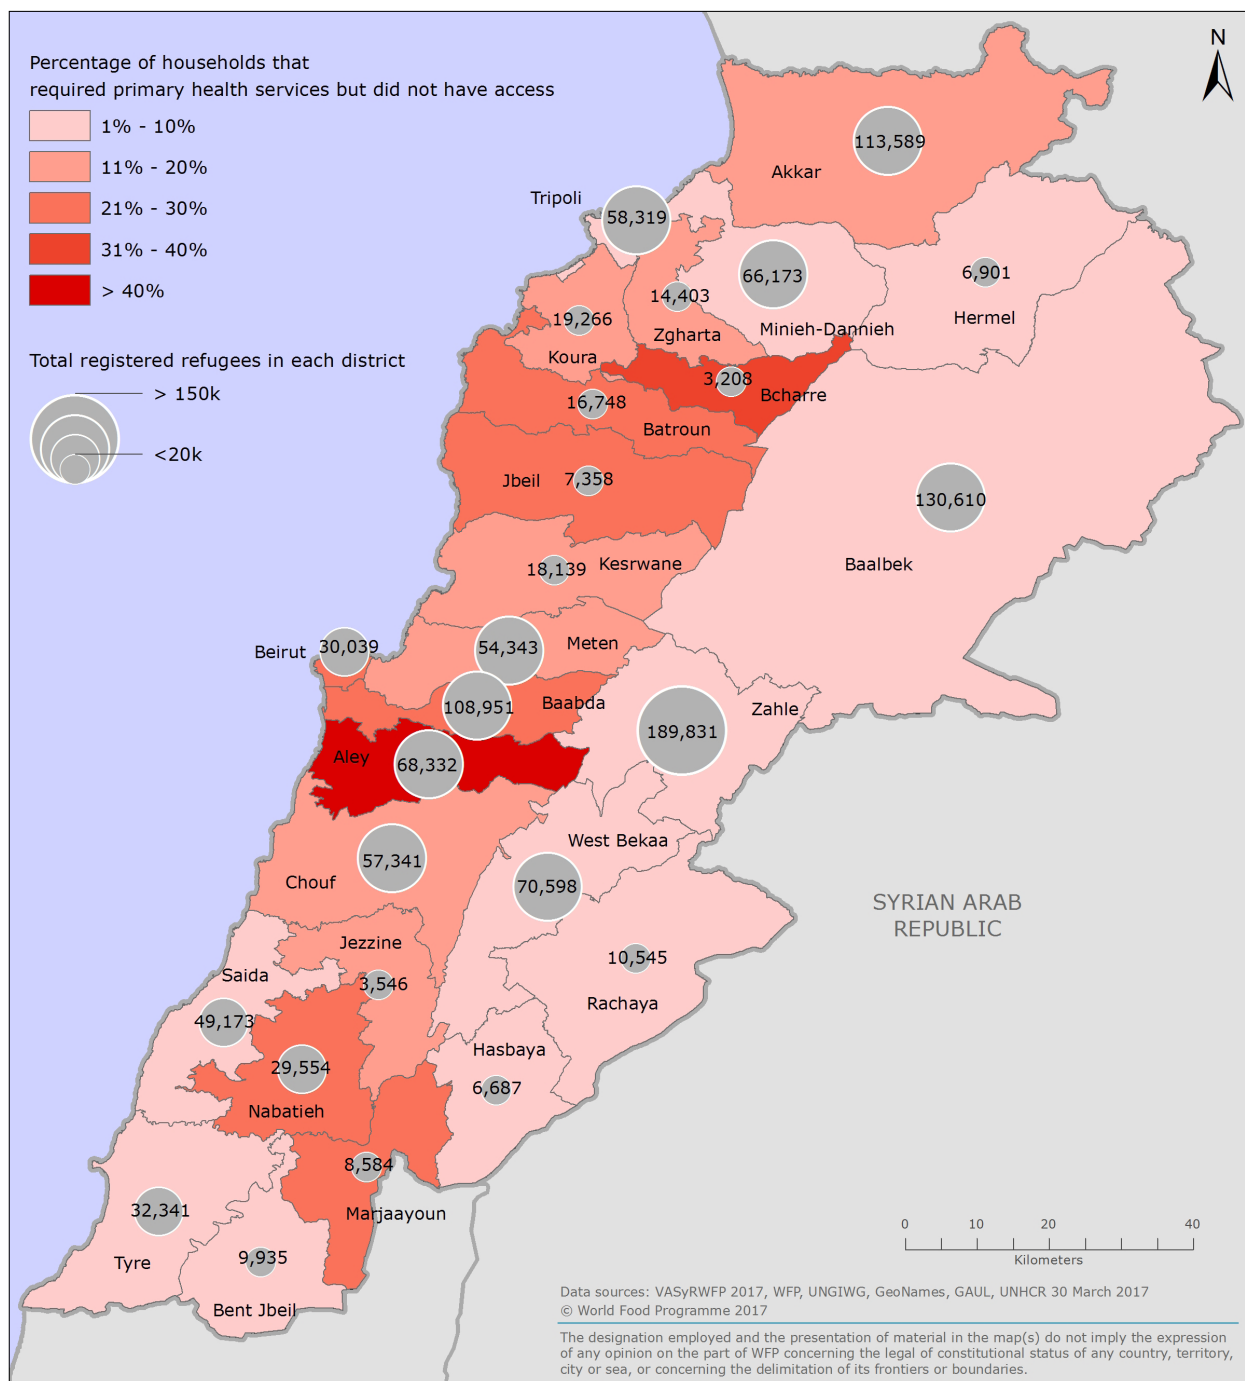 Percentage of households that
required primary health services but did not have access
1% - 10%
11% - 20%
21% - 30%
31% - 40%
> 40%
Total registered refugees in each district
> 150k
<20k
N
113,589
Akkar
Tripoli
58,319
66,173
6,901
14,403
19,266
Hermel
Minieh-Dannieh
Zgharta
Koura
3,208
Bcharre
16,748
Batroun
7,358
Jbeil
130,610
Baalbek
Kesrwane
18,139
Meten
30,039
Beirut
54,343
Baabda
108,951
Zahle
189,831
Aley
68,332
West Bekaa
57,341
Chouf
70,598
SYRIAN ARAB
REPUBLIC
Jezzine
10,545
Saida
3,546
Rachaya
49,173
Hasbaya
29,554
6,687
Nabatieh
8,584
32,341
Marjaayoun
9,935
Tyre
Bent Jbeil
0 10 20 40
Kilometers
Data sources: VASyRWFP 2017, WFP, UNGIWG, GeoNames, GAUL, UNHCR 30 March 2017
© World Food Programme 2017
The designation employed and the presentation of material in the map(s) do not imply the expression
of any opinion on the part of WFP concerning the legal of constitutional status of any country, territory,
city or sea, or concerning the delimitation of its frontiers or boundaries.